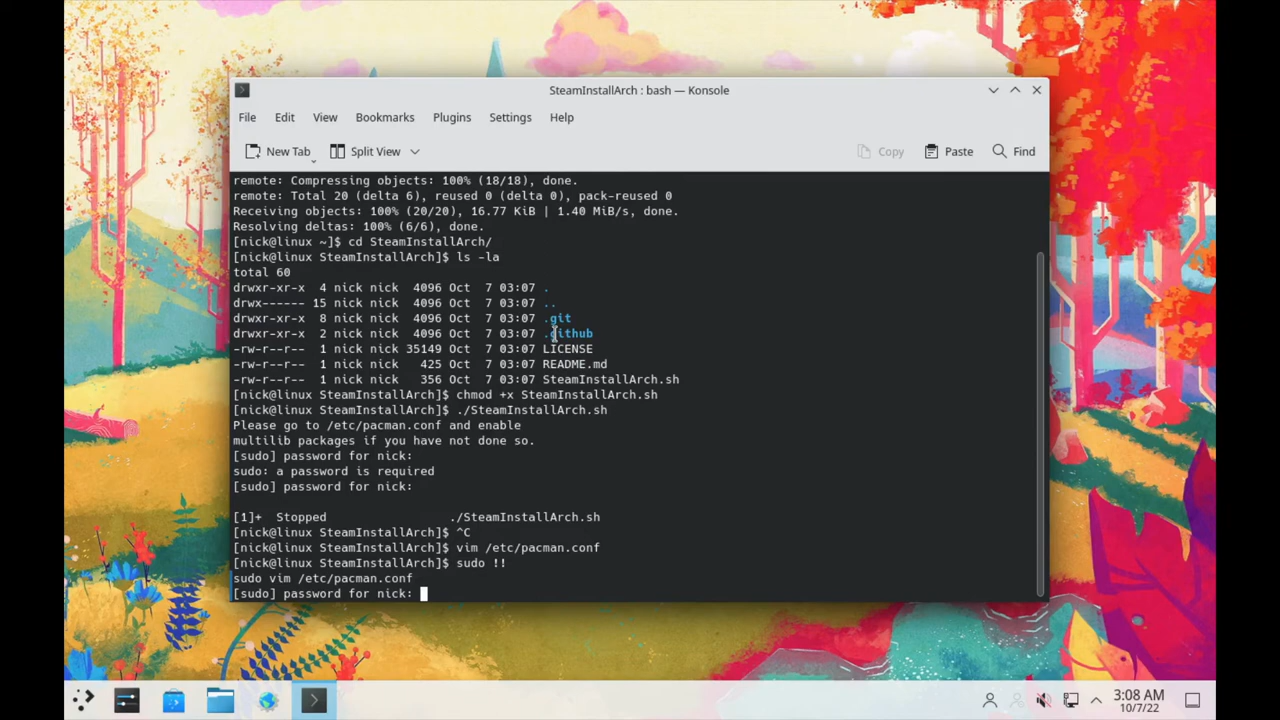 SteamInstallArch : bash — Konsole
File Edit View Bookmarks Plugins Settings Help
New Tab Split View Copy Paste Find
remote: Compressing objects: 100% (18/18), done.
remote: Total 20 (delta 6), reused 0 (delta 0), pack-reused 0
Receiving objects: 100% (20/20), 16.77 KiB | 1.40 MiB/s, done.
Resolving deltas: 100% (6/6), done.
[nick@linux ~]$ cd SteamInstallArch/
[nick@linux SteamInstallArch]$ ls -la
total 60
drwxr-xr-x 4 nick nick 4096 Oct 7 03:07 .
drwx------ 15 nick nick 4096 Oct 7 03:07 ..
drwxr-xr-x 8 nick nick 4096 Oct 7 03:07 .git
drwxr-xr-x 2 nick nick 4096 Oct 7 03:07 .github
-rw-r--r-- 1 nick nick 35149 Oct 7 03:07 LICENSE
-rw-r--r-- 1 nick nick 425 Oct 7 03:07 README.md
-rw-r--r-- 1 nick nick 356 Oct 7 03:07 SteamInstallArch.sh
[nick@linux SteamInstallArch]$ chmod +x SteamInstallArch.sh
[nick@linux SteamInstallArch]$ ./SteamInstallArch.sh
Please go to /etc/pacman.conf and enable
multilib packages if you have not done so.
[sudo] password for nick:
sudo: a password is required
[sudo] password for nick:
[1]+ Stopped ./SteamInstallArch.sh
[nick@linux SteamInstallArch]$ ^C
[nick@linux SteamInstallArch]$ vim /etc/pacman.conf
[nick@linux SteamInstallArch]$ sudo !!
sudo vim /etc/pacman.conf
[sudo] password for nick:
3:08 AM
10/7/22